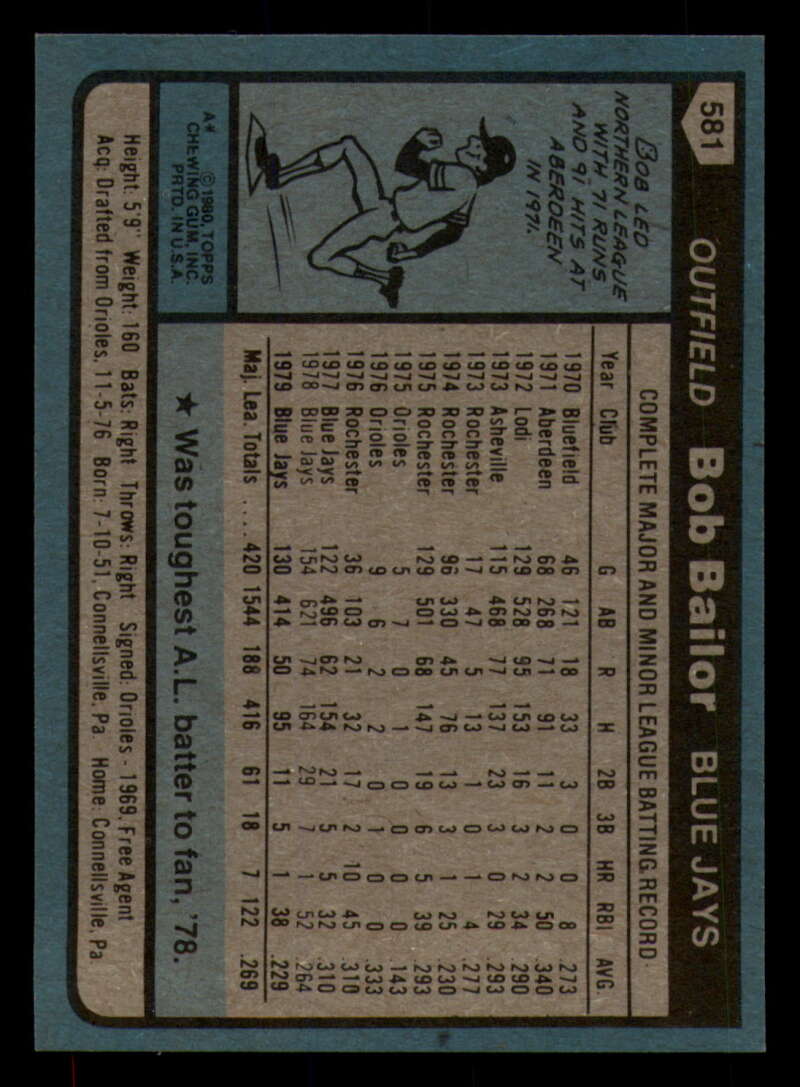 581 OUTFIELD Bob Bailor BLUE JAYS
BOB LED
NORTHERN LEAGUE
WITH 71 RUNS
AND 91 HITS AT
ABERDEEN
IN 1971.
COMPLETE MAJOR AND MINOR LEAGUE BATTING RECORD
Year Club G AB R H 2B 3B HR RBI AVG.
1970 Bluefield 46 121 18 33 3 0 0 8 .273
1971 Aberdeen 68 268 71 91 11 2 2 50 .340
1972 Lodi 129 528 95 153 16 3 2 34 .290
1973 Asheville 115 468 77 137 23 3 0 29 .293
1973 Rochester 17 47 5 13 1 0 1 4 .277
1974 Rochester 96 330 45 76 13 3 1 25 .230
1975 Rochester 129 501 68 147 19 6 5 39 .293
1975 Orioles 5 7 0 1 0 0 0 0 .143
1976 Orioles 9 6 2 2 0 1 0 0 .333
1976 Rochester 36 103 21 32 17 2 10 45 .310
1977 Blue Jays 122 496 62 154 21 5 5 32 .310
1978 Blue Jays 154 621 74 164 29 7 1 52 .264
1979 Blue Jays 130 414 50 95 11 5 1 38 .229
Maj. Lea. Totals .... 420 1544 188 416 61 18 7 122 .269
A* ©1980, TOPPS
CHEWING GUM, INC.
PRTD. IN U.S.A.
★ Was toughest A.L. batter to fan, '78.
Height: 5'9" Weight: 160 Bats: Right Throws: Right Signed: Orioles - 1969, Free Agent
Acq: Drafted from Orioles, 11-5-76 Born: 7-10-51, Connellsville, Pa. Home: Connellsville, Pa.